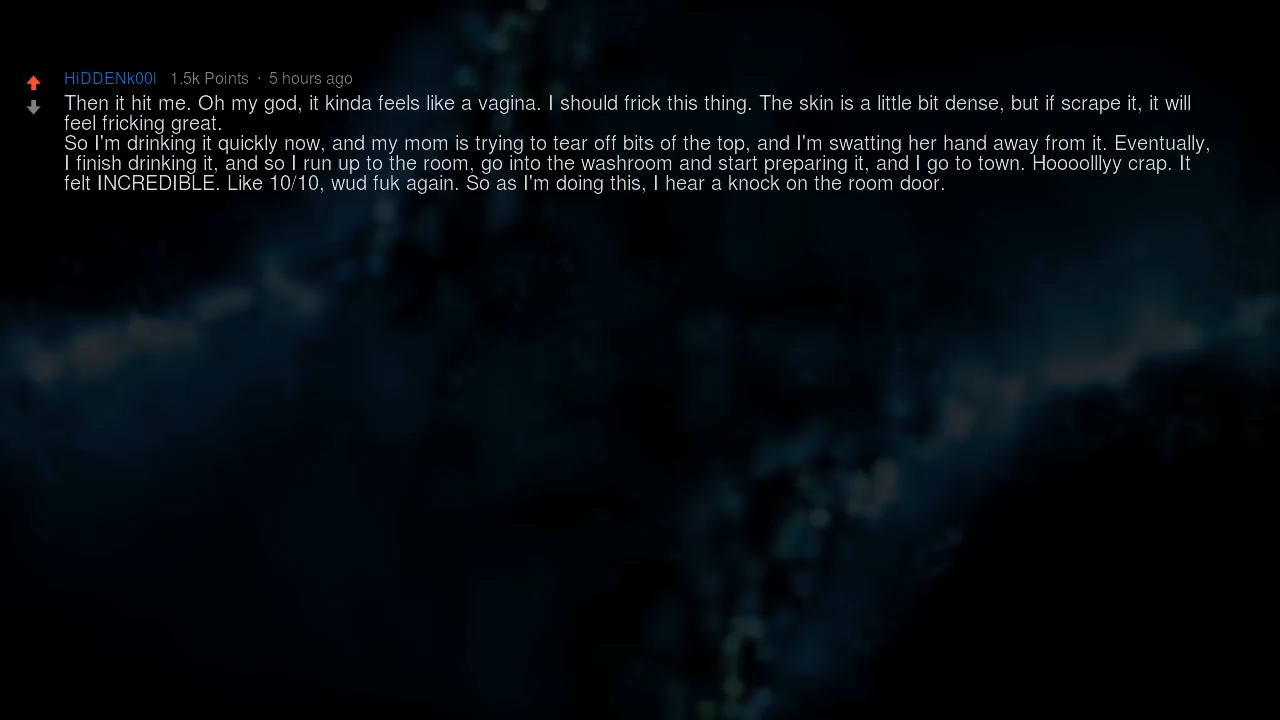 HiDDENk00l 1.5k Points · 5 hours ago
Then it hit me. Oh my god, it kinda feels like a vagina. I should frick this thing. The skin is a little bit dense, but if scrape it, it will
feel fricking great.
So I'm drinking it quickly now, and my mom is trying to tear off bits of the top, and I'm swatting her hand away from it. Eventually,
I finish drinking it, and so I run up to the room, go into the washroom and start preparing it, and I go to town. Hoooolllyy crap. It
felt INCREDIBLE. Like 10/10, wud fuk again. So as I'm doing this, I hear a knock on the room door.